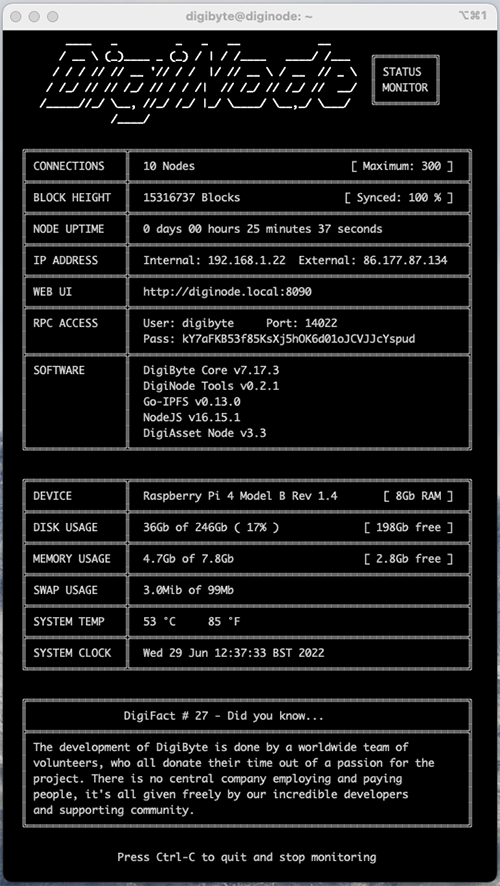 digibyte@diginode: ~
⌥⌘1
DigiNode
STATUS
MONITOR
CONNECTIONS 10 Nodes [ Maximum: 300 ]
BLOCK HEIGHT 15316737 Blocks [ Synced: 100 % ]
NODE UPTIME 0 days 00 hours 25 minutes 37 seconds
IP ADDRESS Internal: 192.168.1.22 External: 86.177.87.134
WEB UI http://diginode.local:8090
RPC ACCESS User: digibyte Port: 14022
Pass: kY7aFKB53f85KsXj5hOK6d01oJCVJJcYspud
SOFTWARE DigiByte Core v7.17.3
DigiNode Tools v0.2.1
Go-IPFS v0.13.0
NodeJS v16.15.1
DigiAsset Node v3.3
DEVICE Raspberry Pi 4 Model B Rev 1.4 [ 8Gb RAM ]
DISK USAGE 36Gb of 246Gb ( 17% ) [ 198Gb free ]
MEMORY USAGE 4.7Gb of 7.8Gb [ 2.8Gb free ]
SWAP USAGE 3.0Mib of 99Mb
SYSTEM TEMP 53 °C 85 °F
SYSTEM CLOCK Wed 29 Jun 12:37:33 BST 2022
DigiFact # 27 - Did you know...
The development of DigiByte is done by a worldwide team of
volunteers, who all donate their time out of a passion for the
project. There is no central company employing and paying
people, it's all given freely by our incredible developers
and supporting community.
Press Ctrl-C to quit and stop monitoring